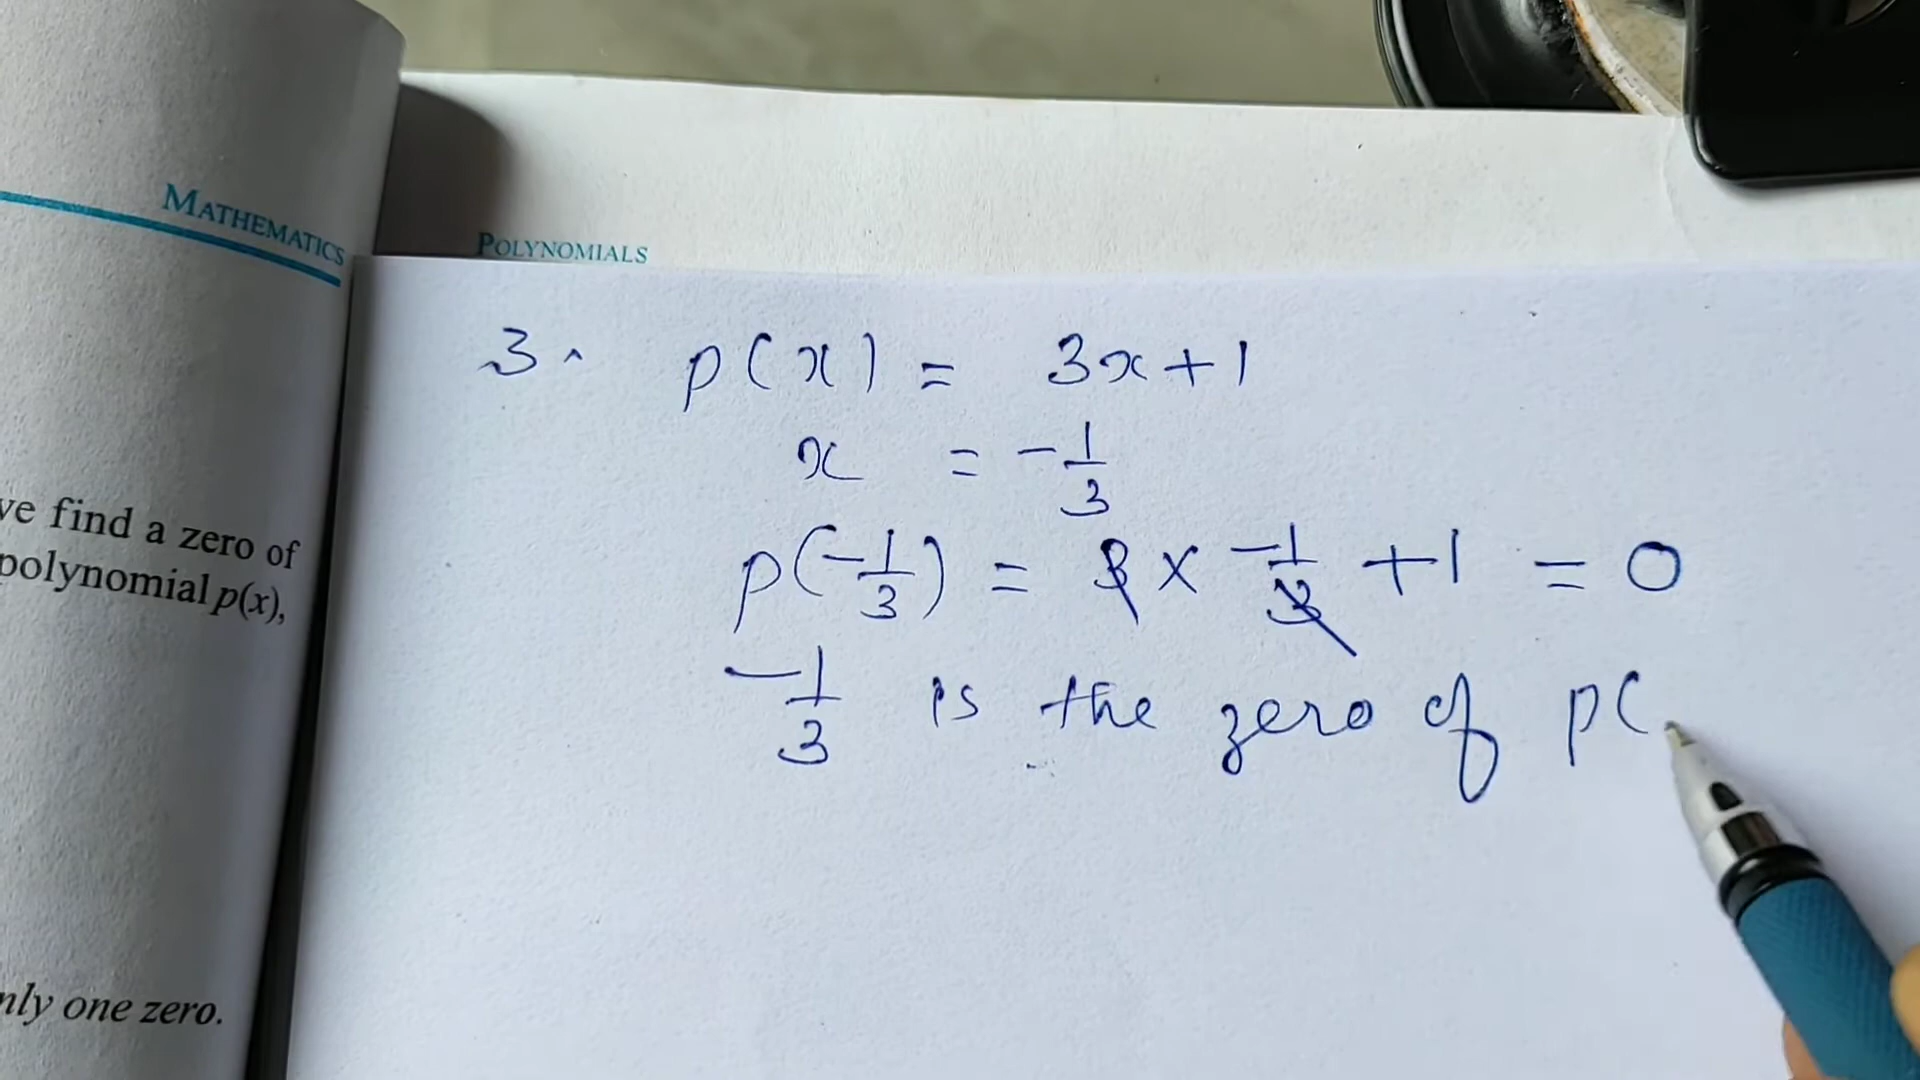 MATHEMATICS
ve find a zero of
polynomial p(x),
nly one zero.
POLYNOMIALS
3. p(x) = 3x+1
x = -1/3
p(-1/3) = 3 × -1/3 +1 = 0
-1/3 is the zero of p(